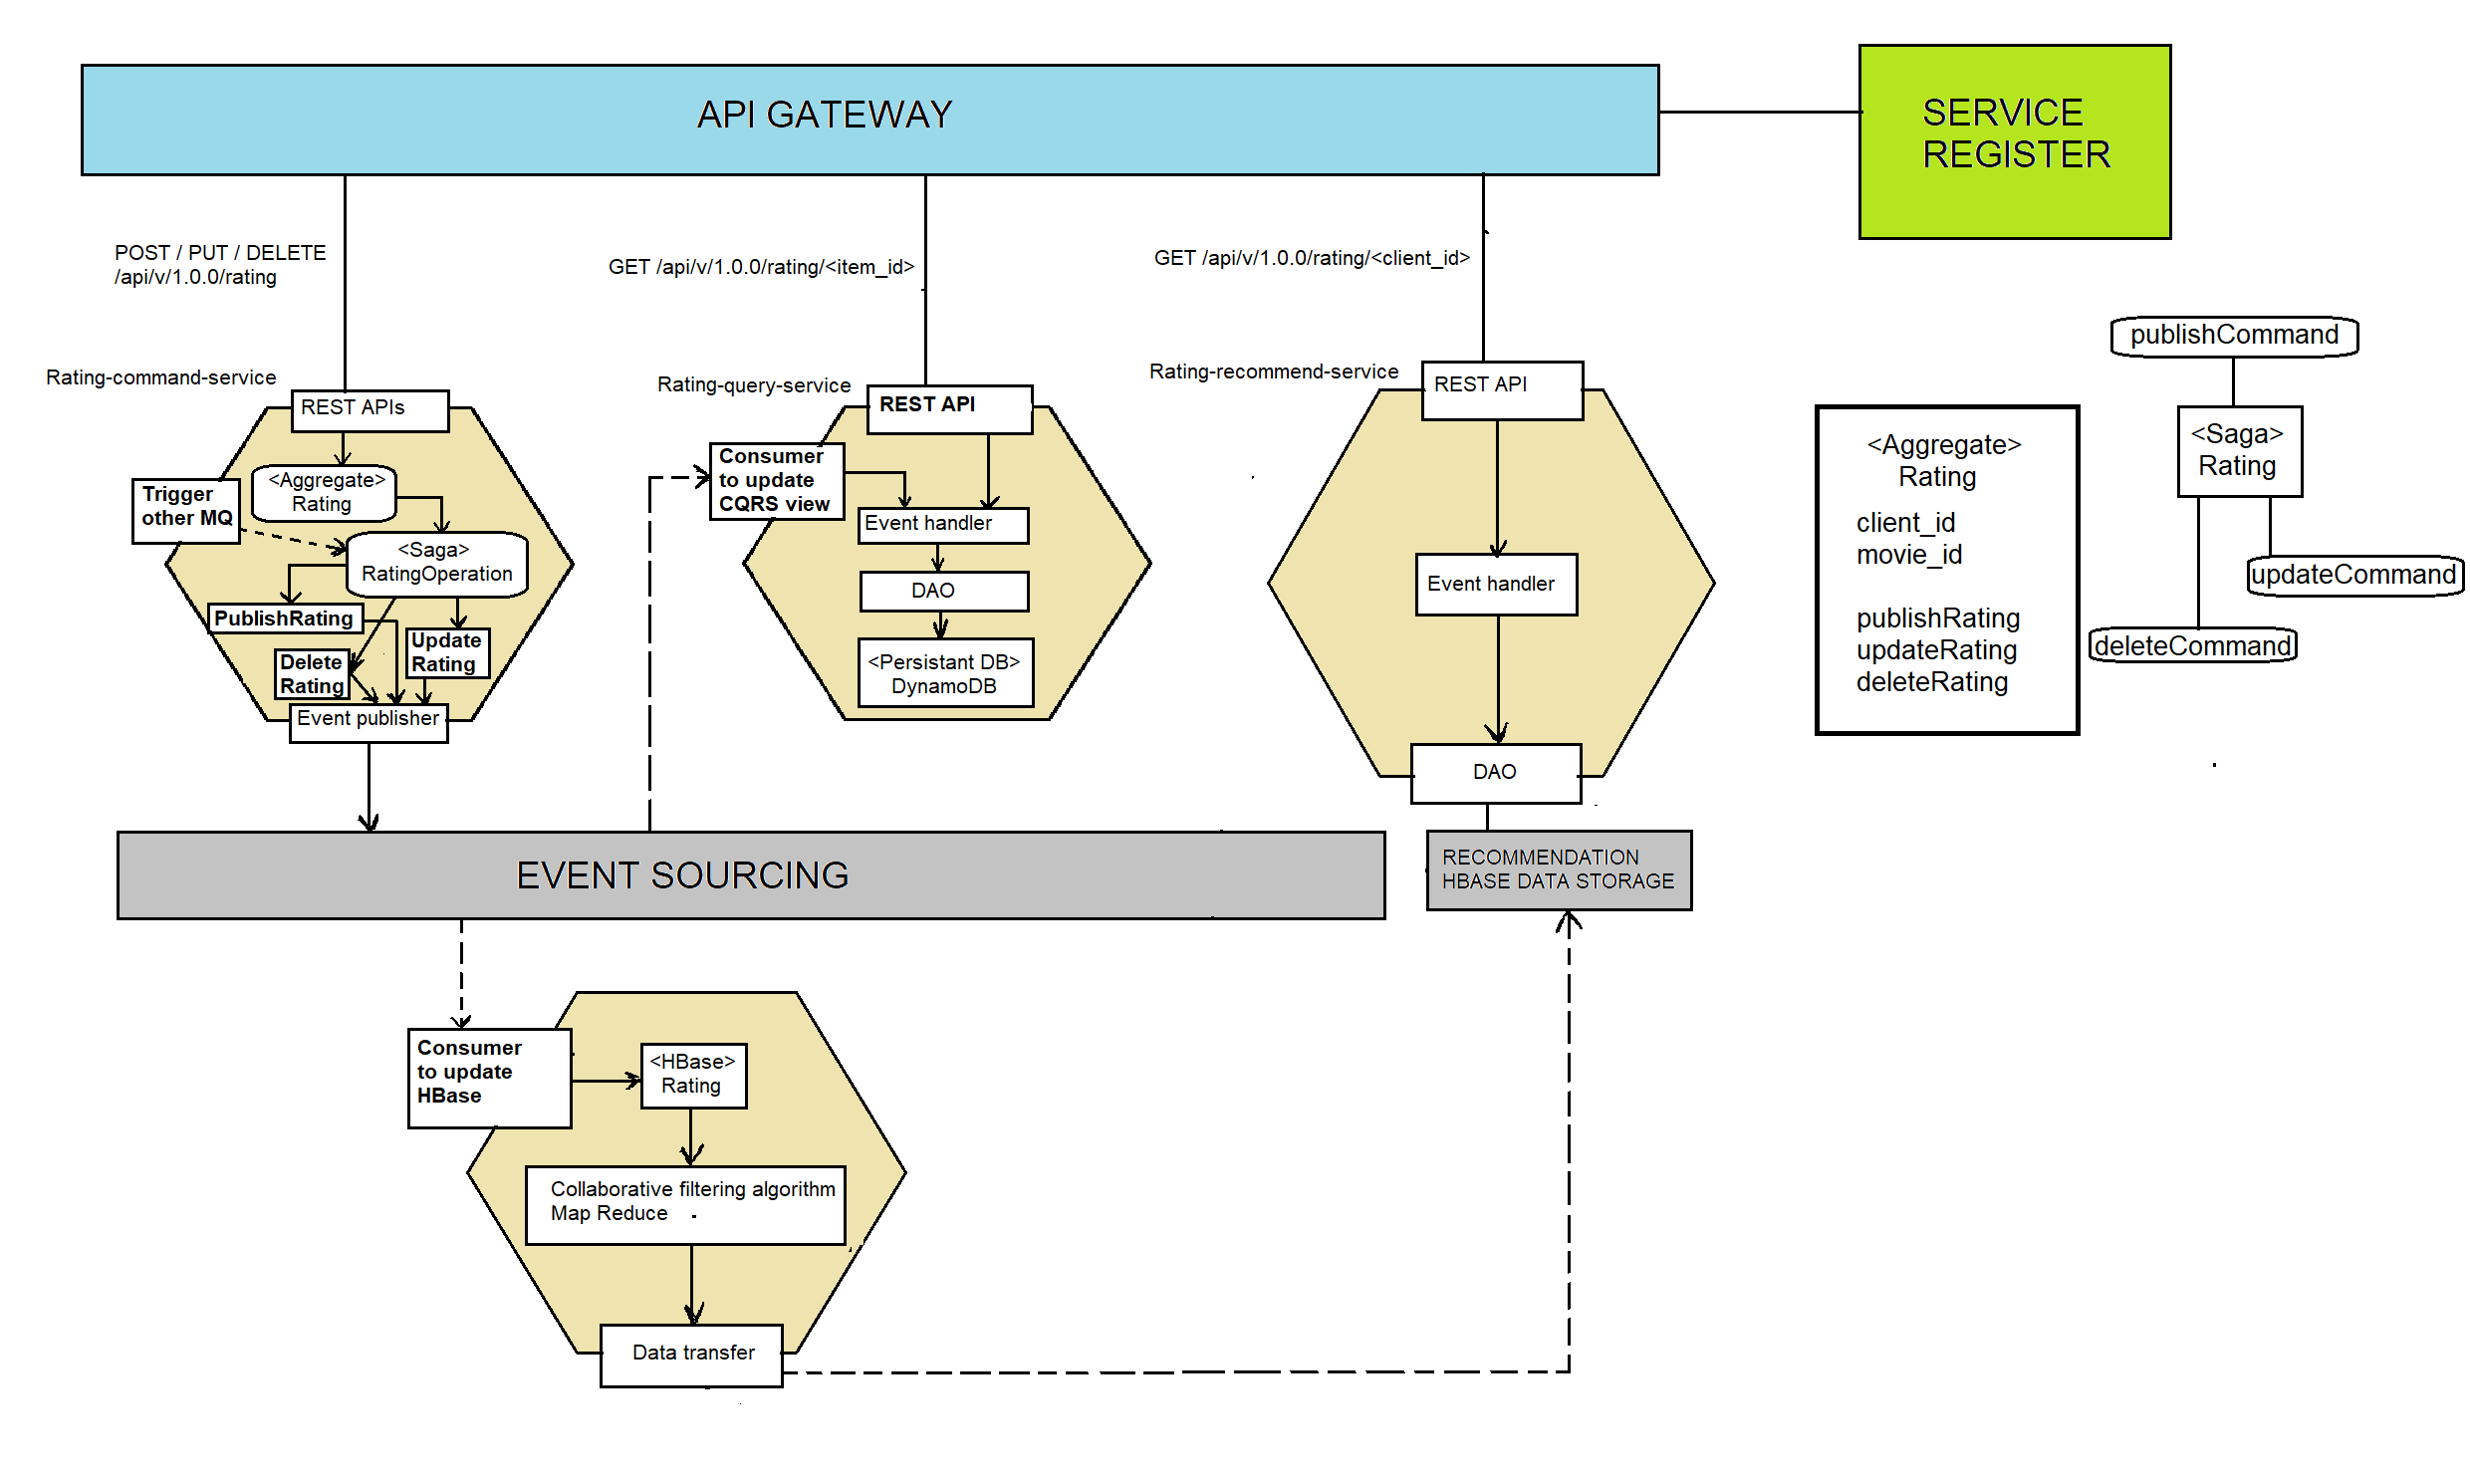 API GATEWAY
SERVICE
REGISTER
POST / PUT / DELETE
/api/v/1.0.0/rating
GET /api/v/1.0.0/rating/<item_id>
GET /api/v/1.0.0/rating/<client_id>
Rating-command-service
REST APIs
<Aggregate>
Rating
Trigger
other MQ
<Saga>
RatingOperation
PublishRating
Update
Rating
Delete
Rating
Event publisher
Rating-query-service
REST API
Consumer
to update
CQRS view
Event handler
DAO
<Persistant DB>
DynamoDB
Rating-recommend-service
REST API
Event handler
DAO
<Aggregate>
Rating
client_id
movie_id
publishRating
updateRating
deleteRating
publishCommand
<Saga>
Rating
updateCommand
deleteCommand
EVENT SOURCING
RECOMMENDATION
HBASE DATA STORAGE
Consumer
to update
HBase
<HBase>
Rating
Collaborative filtering algorithm
Map Reduce
Data transfer